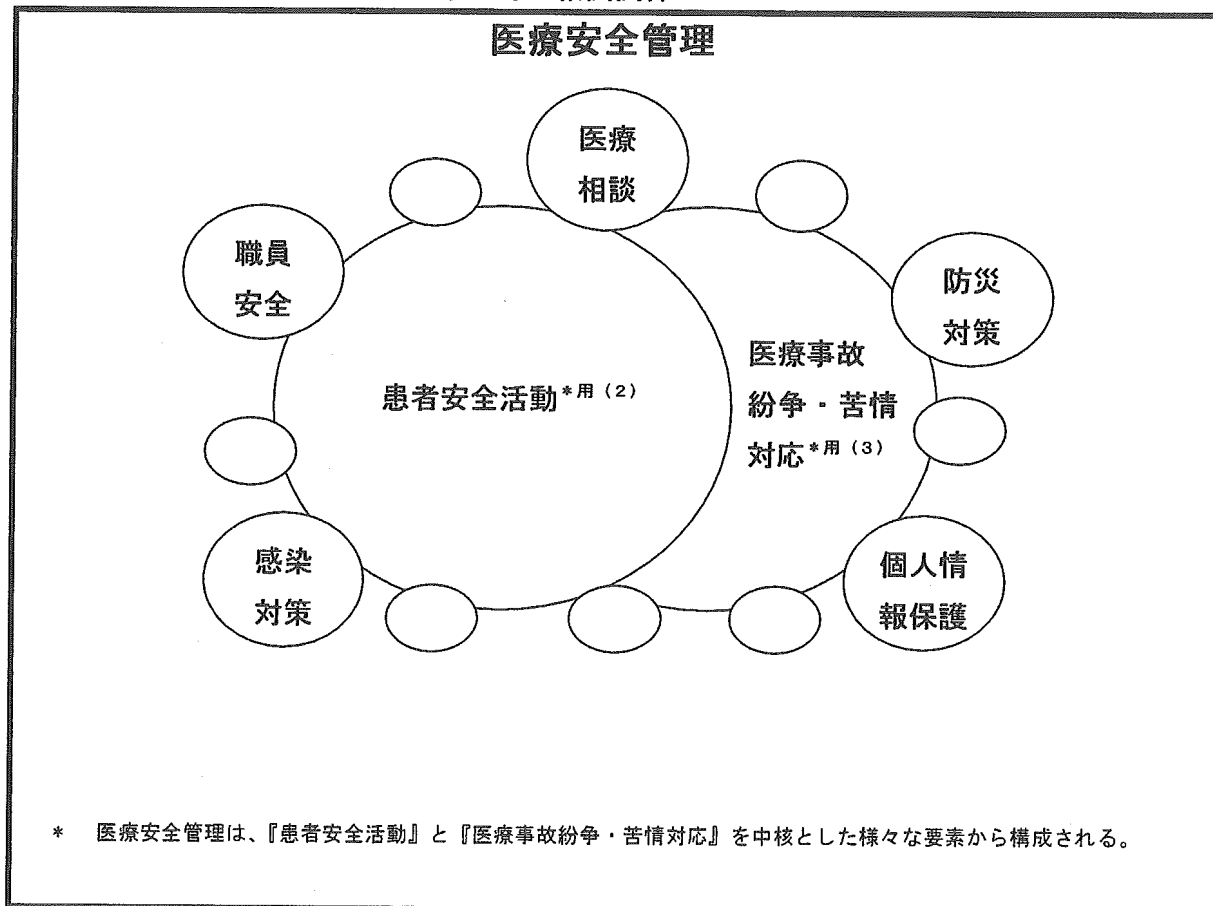 医療安全管理
医療
相談
職員
安全
防災
対策
患者安全活動*用(2)
医療事故
紛争・苦情
対応*用(3)
感染
対策
個人情
報保護
* 医療安全管理は、『患者安全活動』と『医療事故紛争・苦情対応』を中核とした様々な要素から構成される。